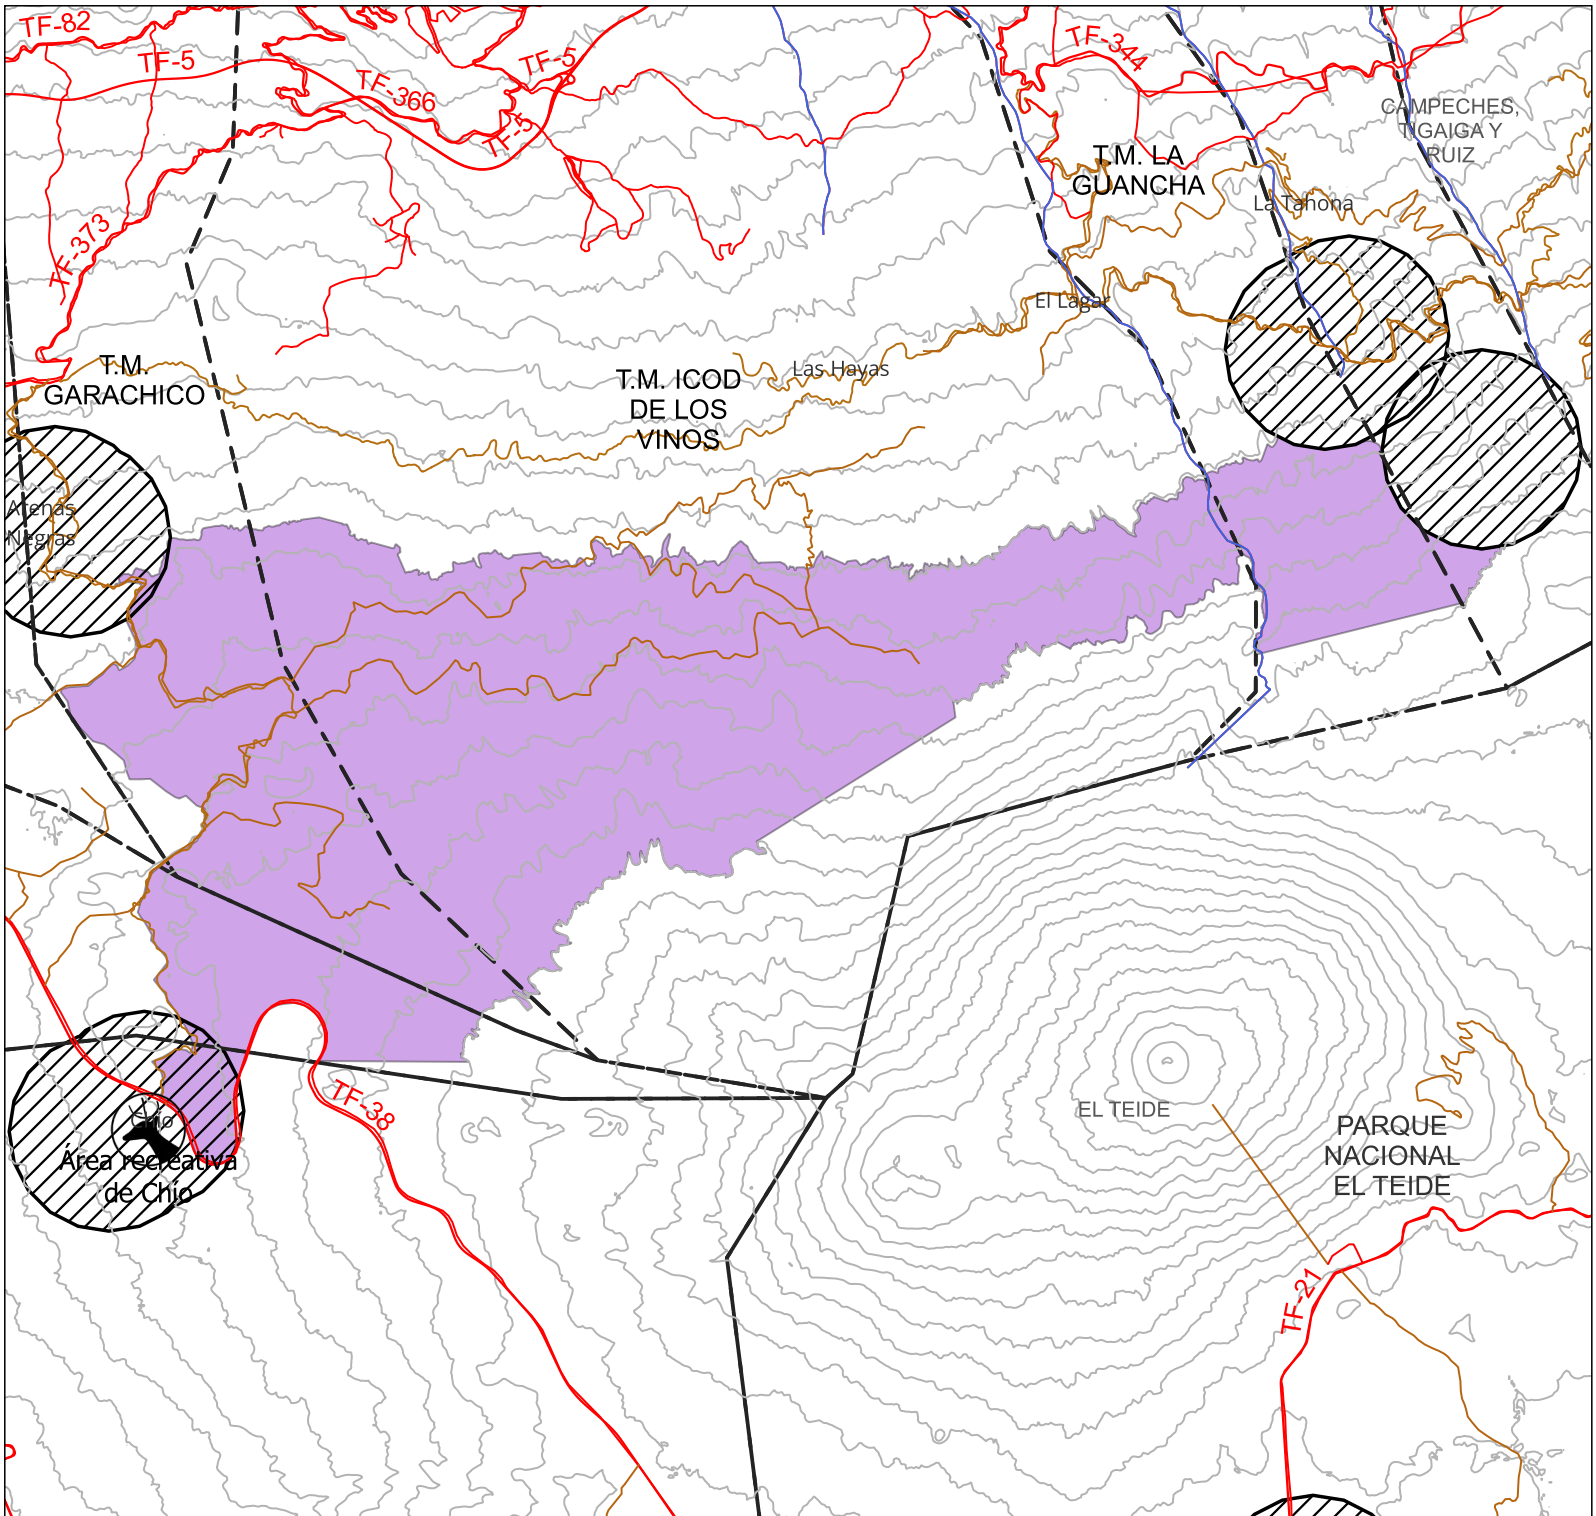 TF-82
TF-5
TF-366
TF-5
TF-5
TF-344
CAMPECHES,
TIGAIGA Y
RUIZ
T.M. LA
GUANCHA
La Tahona
TF-373
El Lagar
T.M.
GARACHICO
T.M. ICOD
DE LOS
VINOS
Las Hayas
Arenas
Negras
TF-38
Chío
Área recreativa
de Chío
EL TEIDE
PARQUE
NACIONAL
EL TEIDE
TF-21